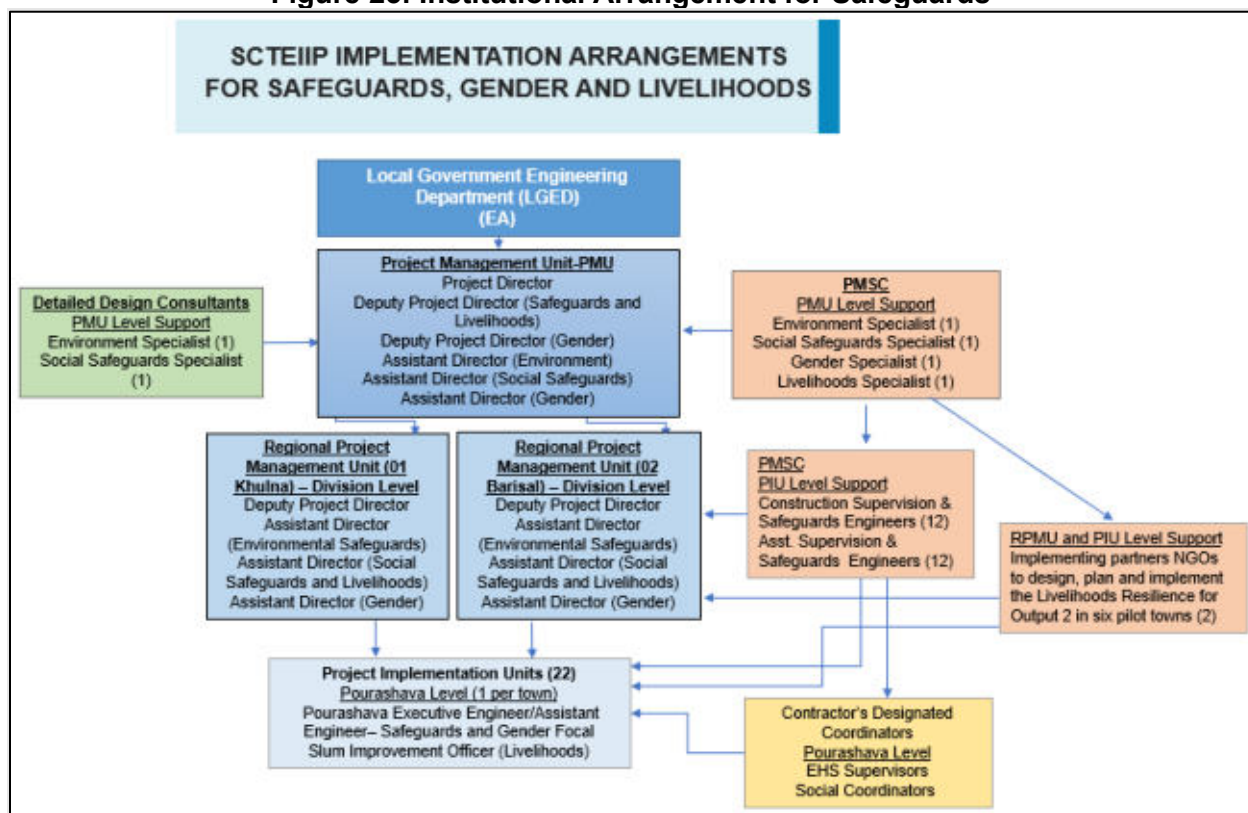 Figure 28: Institutional Arrangement for Safeguards
SCTEIIP IMPLEMENTATION ARRANGEMENTS
FOR SAFEGUARDS, GENDER AND LIVELIHOODS
Local Government Engineering
Department (LGED)
(EA)
Project Management Unit-PMU
Project Director
Deputy Project Director (Safeguards and
Livelihoods)
Deputy Project Director (Gender)
Assistant Director (Environment)
Assistant Director (Social Safeguards)
Assistant Director (Gender)
Detailed Design Consultants
PMU Level Support
Environment Specialist (1)
Social Safeguards Specialist
(1)
PMSC
PMU Level Support
Environment Specialist (1)
Social Safeguards Specialist (1)
Gender Specialist (1)
Livelihoods Specialist (1)
Regional Project
Management Unit (01
Khulna) – Division Level
Deputy Project Director
Assistant Director
(Environmental Safeguards)
Assistant Director (Social
Safeguards and Livelihoods)
Assistant Director (Gender)
Regional Project
Management Unit (02
Barisal) – Division Level
Deputy Project Director
Assistant Director
(Environmental Safeguards)
Assistant Director (Social
Safeguards and Livelihoods)
Assistant Director (Gender)
PMSC
PIU Level Support
Construction Supervision &
Safeguards Engineers (12)
Asst. Supervision &
Safeguards Engineers (12)
RPMU and PIU Level Support
Implementing partners NGOs
to design, plan and implement
the Livelihoods Resilience for
Output 2 in six pilot towns (2)
Project Implementation Units (22)
Pourashava Level (1 per town)
Pourashava Executive Engineer/Assistant
Engineer– Safeguards and Gender Focal
Slum Improvement Officer (Livelihoods)
Contractor's Designated
Coordinators
Pourashava Level
EHS Supervisors
Social Coordinators